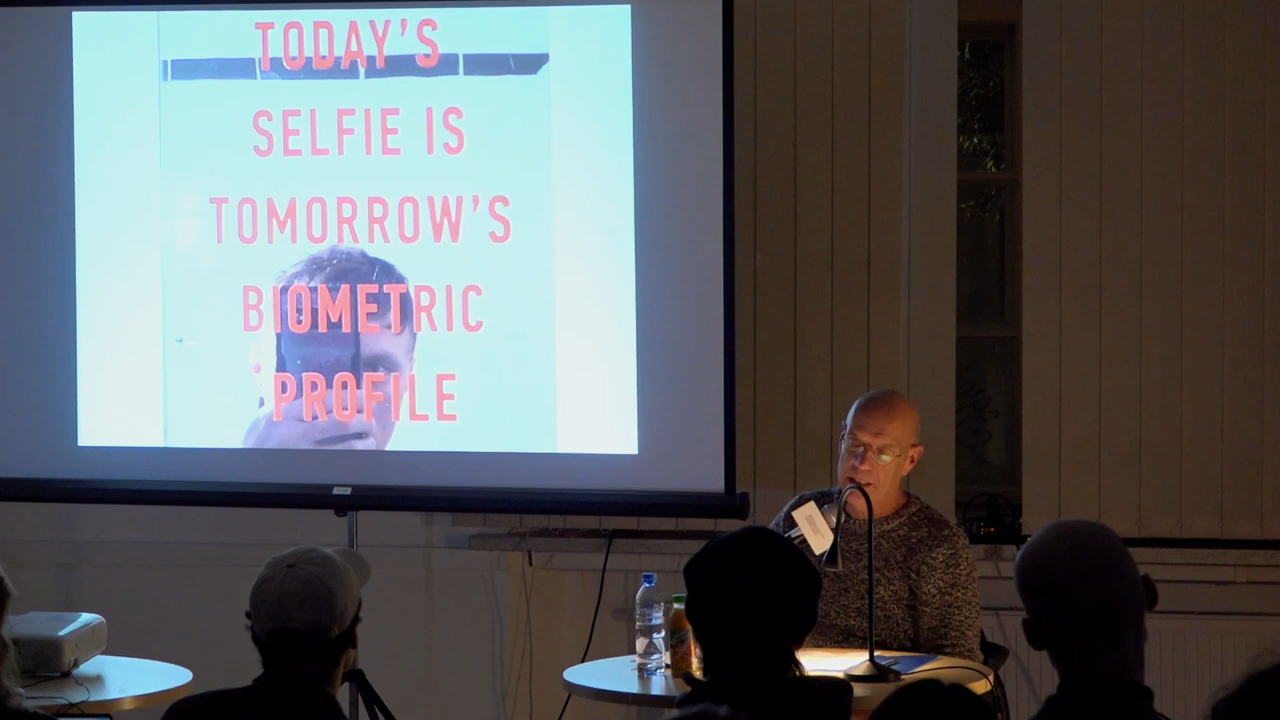 TODAY'S
SELFIE IS
TOMORROW'S
BIOMETRIC
PROFILE